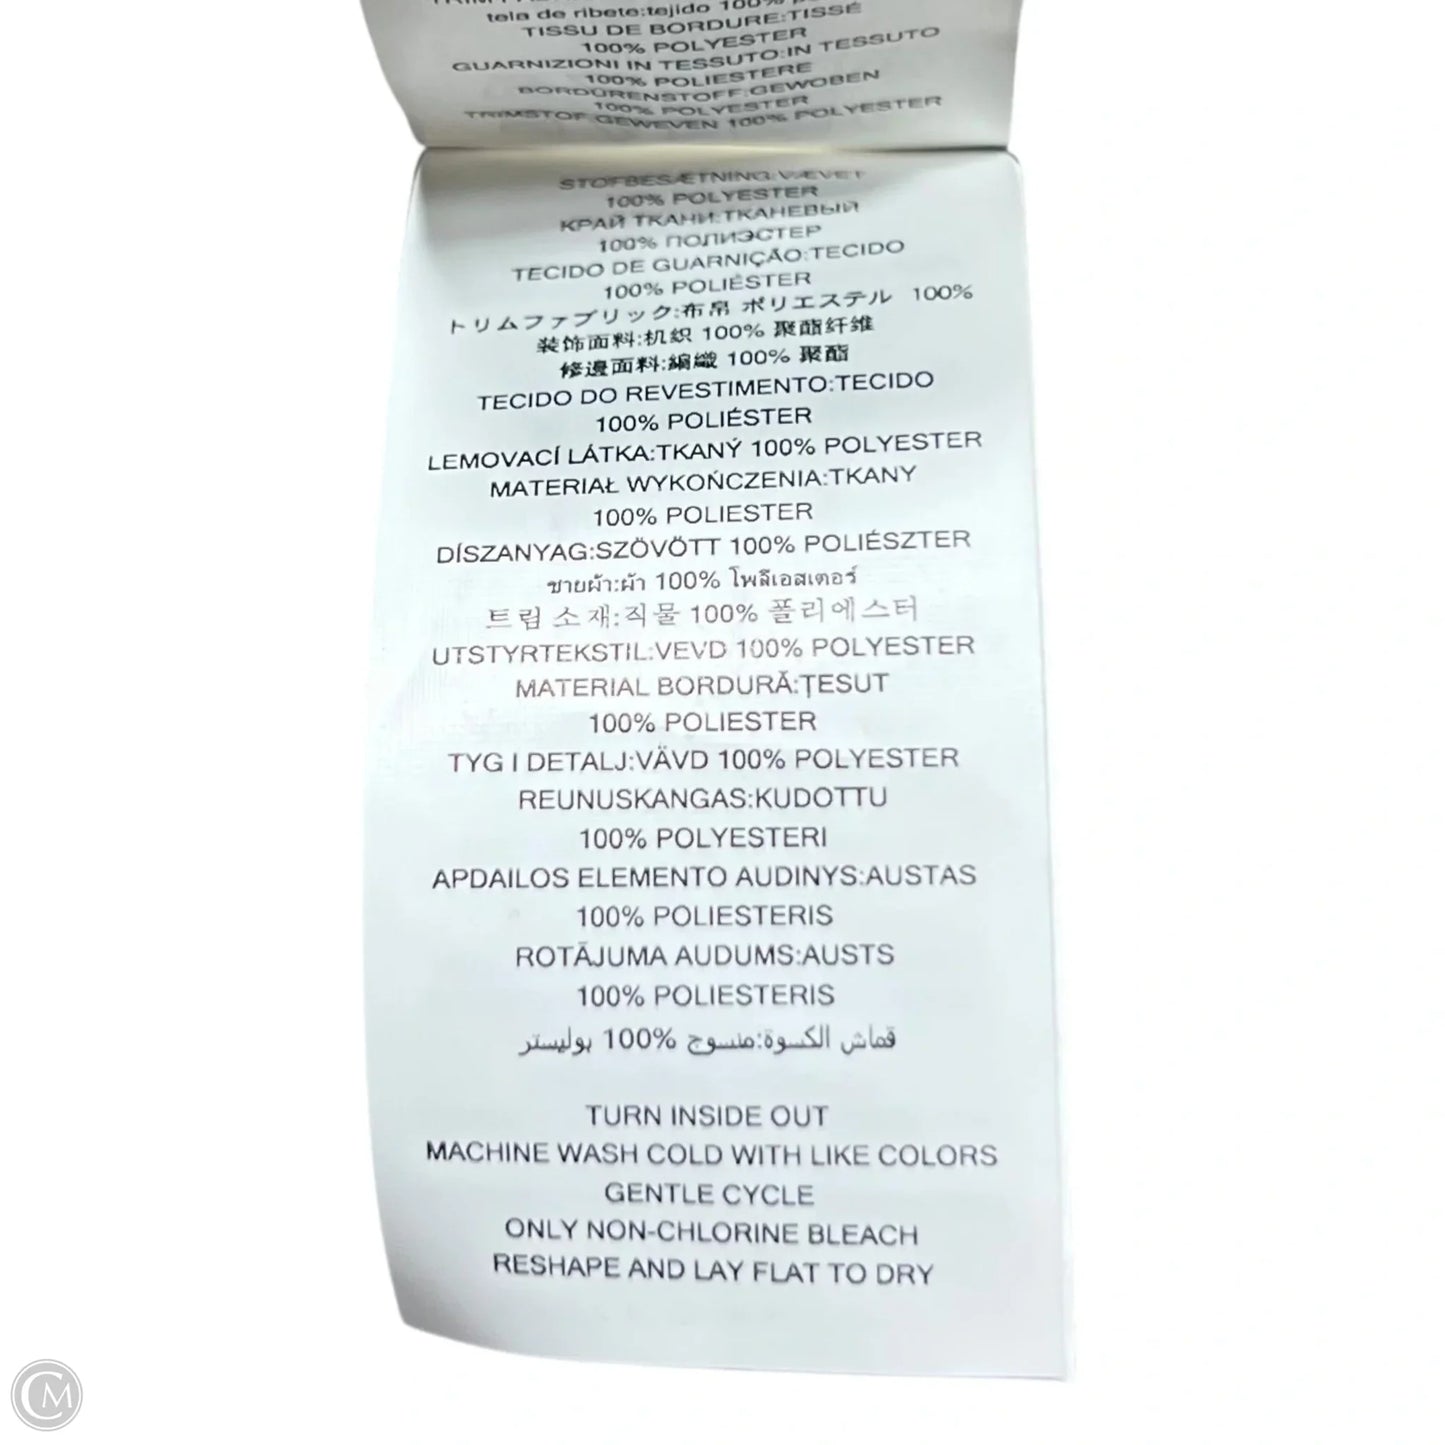 tela de ribete:tejido 100%
TISSU DE BORDURE:TISSÉ
100% POLYESTER
GUARNIZIONI IN TESSUTO:IN TESSUTO
100% POLIESTERE
BORDÜRENSTOFF:GEWOBEN
100% POLYESTER
TRIMSTOF:GEWEVEN 100% POLYESTER
STOFBESÆTNING:VÆVET
100% POLYESTER
КРАЙ ТКАНИ:ТКАНЕВЫЙ
100% ПОЛИЭСТЕР
TECIDO DE GUARNIÇÃO:TECIDO
100% POLIÉSTER
トリムファブリック:布帛 ポリエステル 100%
装饰面料:机织 100% 聚酯纤维
修邊面料:編織 100% 聚酯
TECIDO DO REVESTIMENTO:TECIDO
100% POLIÉSTER
LEMOVACÍ LÁTKA:TKANÝ 100% POLYESTER
MATERIAŁ WYKOŃCZENIA:TKANY
100% POLIESTER
DÍSZANYAG:SZÖVÖTT 100% POLIÉSZTER
ชายผ้า:ผ้า 100% โพลีเอสเตอร์
트림 소재:직물 100% 폴리에스터
UTSTYRTEKSTIL:VEVD 100% POLYESTER
MATERIAL BORDURĂ:ȚESUT
100% POLIESTER
TYG I DETALJ:VÄVD 100% POLYESTER
REUNUSKANGAS:KUDOTTU
100% POLYESTERI
APDAILOS ELEMENTO AUDINYS:AUSTAS
100% POLIESTERIS
ROTĀJUMA AUDUMS:AUSTS
100% POLIESTERIS
قماش الكسوة:منسوج 100% بوليستر
TURN INSIDE OUT
MACHINE WASH COLD WITH LIKE COLORS
GENTLE CYCLE
ONLY NON-CHLORINE BLEACH
RESHAPE AND LAY FLAT TO DRY
CM